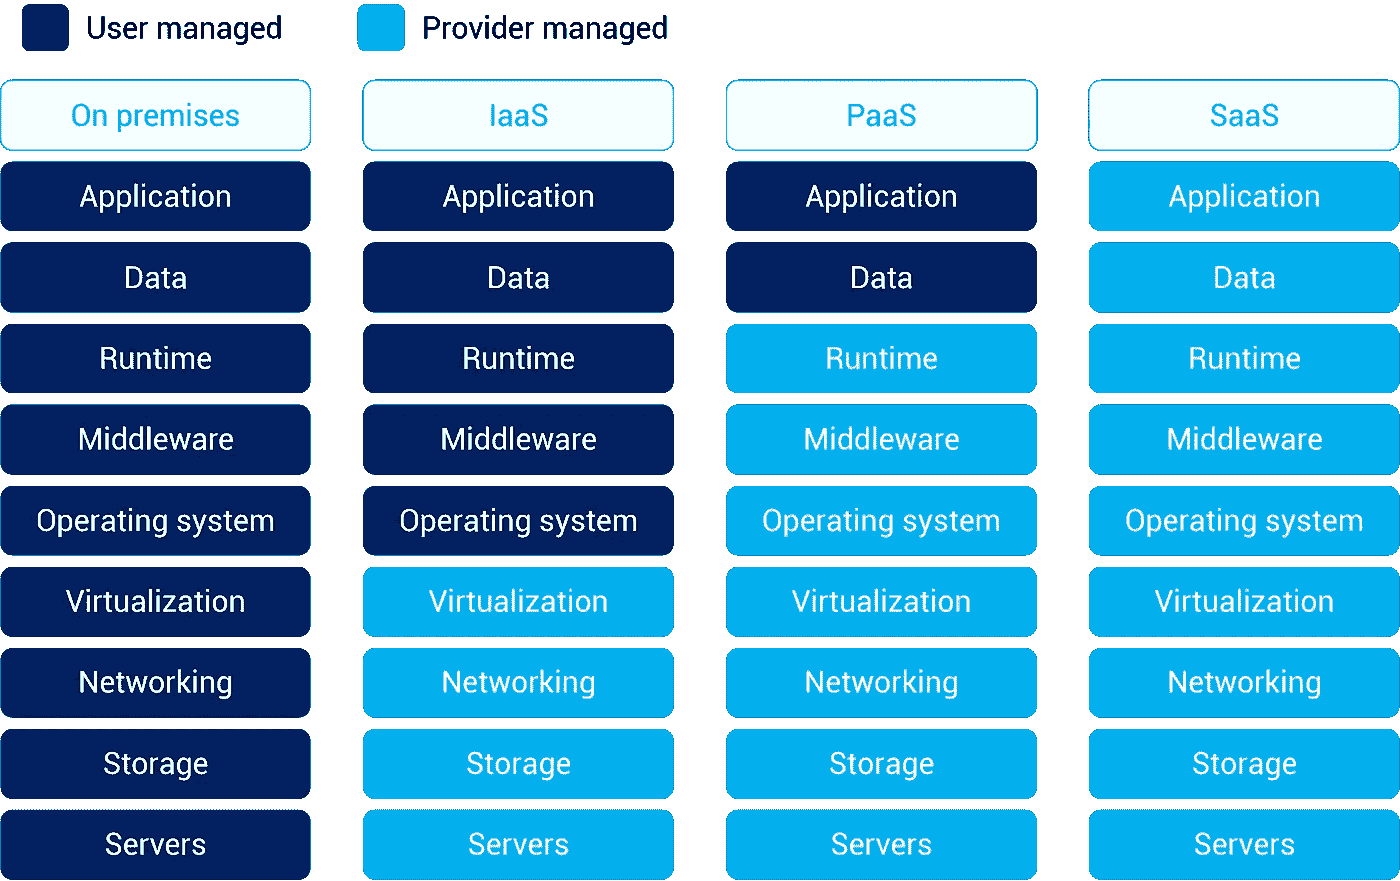 User managed
Provider managed
On premises
IaaS
PaaS
SaaS
Application
Application
Application
Application
Data
Data
Data
Data
Runtime
Runtime
Runtime
Runtime
Middleware
Middleware
Middleware
Middleware
Operating system
Operating system
Operating system
Operating system
Virtualization
Virtualization
Virtualization
Virtualization
Networking
Networking
Networking
Networking
Storage
Storage
Storage
Storage
Servers
Servers
Servers
Servers